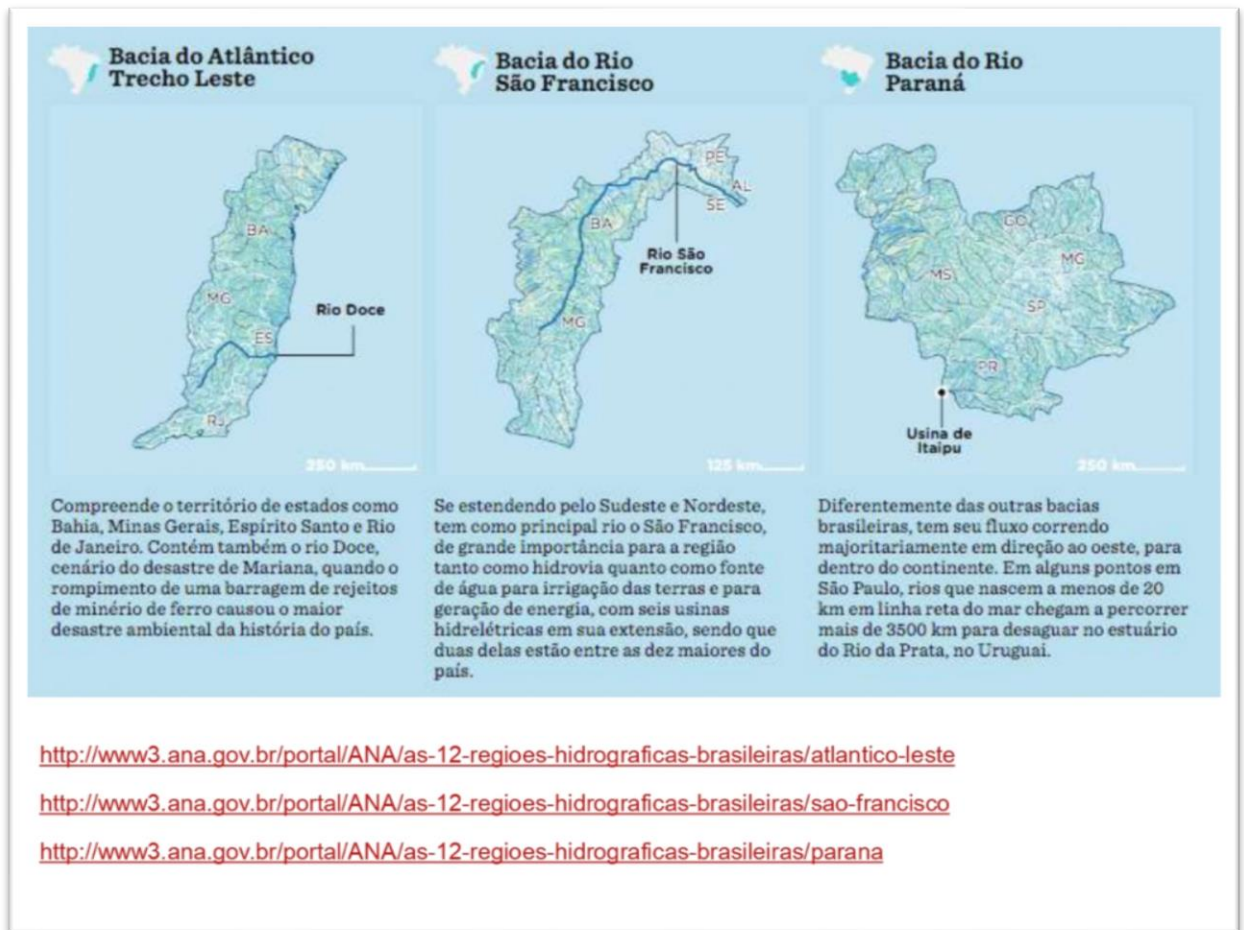 Bacia do Atlântico
Trecho Leste
BA
MG
ES
RJ
Rio Doce
250 km
Compreende o território de estados como
Bahia, Minas Gerais, Espírito Santo e Rio
de Janeiro. Contém também o rio Doce,
cenário do desastre de Mariana, quando o
rompimento de uma barragem de rejeitos
de minério de ferro causou o maior
desastre ambiental da história do país.
Bacia do Rio
São Francisco
PE
AL
SE
BA
MG
Rio São
Francisco
125 km
Se estendendo pelo Sudeste e Nordeste,
tem como principal rio o São Francisco,
de grande importância para a região
tanto como hidrovia quanto como fonte
de água para irrigação das terras e para
geração de energia, com seis usinas
hidrelétricas em sua extensão, sendo que
duas delas estão entre as dez maiores do
país.
Bacia do Rio
Paraná
GO
MG
MS
SP
PR
Usina de
Itaipu
250 km
Diferentemente das outras bacias
brasileiras, tem seu fluxo correndo
majoritariamente em direção ao oeste, para
dentro do continente. Em alguns pontos em
São Paulo, rios que nascem a menos de 20
km em linha reta do mar chegam a percorrer
mais de 3500 km para desaguar no estuário
do Rio da Prata, no Uruguai.
http://www3.ana.gov.br/portal/ANA/as-12-regioes-hidrograficas-brasileiras/atlantico-leste
http://www3.ana.gov.br/portal/ANA/as-12-regioes-hidrograficas-brasileiras/sao-francisco
http://www3.ana.gov.br/portal/ANA/as-12-regioes-hidrograficas-brasileiras/parana